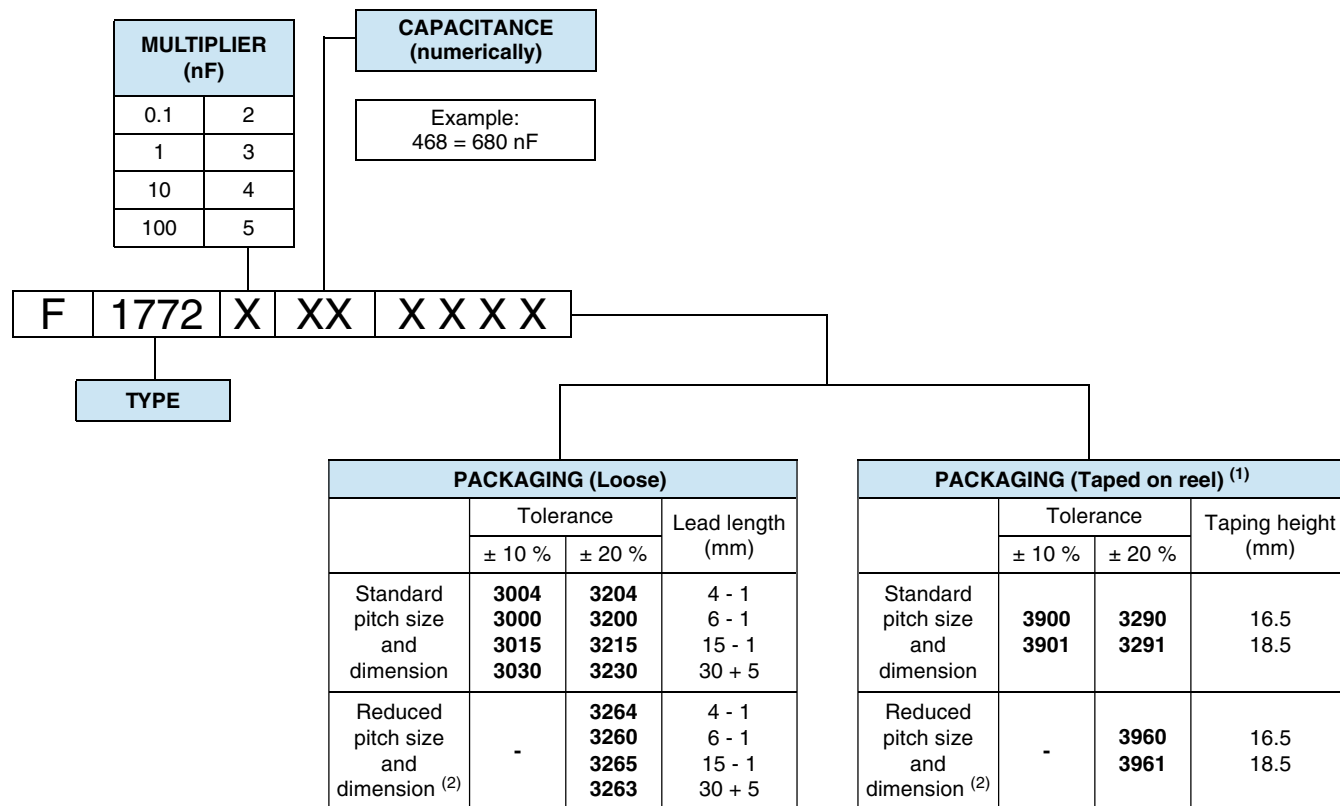 MULTIPLIER
(nF)
0.1 2
1 3
10 4
100 5
CAPACITANCE
(numerically)
Example:
468 = 680 nF
F 1772 X XX X X X X
TYPE
PACKAGING (Loose)
Tolerance
Lead length
(mm)
± 10 % ± 20 %
Standard
pitch size
and
dimension
3004 3204 4 - 1
3000 3200 6 - 1
3015 3215 15 - 1
3030 3230 30 + 5
Reduced
pitch size
and
dimension (2)
-
3264 4 - 1
3260 6 - 1
3265 15 - 1
3263 30 + 5
PACKAGING (Taped on reel) (1)
Tolerance
Taping height
(mm)
± 10 % ± 20 %
Standard
pitch size
and
dimension
3900 3290 16.5
3901 3291 18.5
Reduced
pitch size
and
dimension (2)
-
3960 16.5
3961 18.5